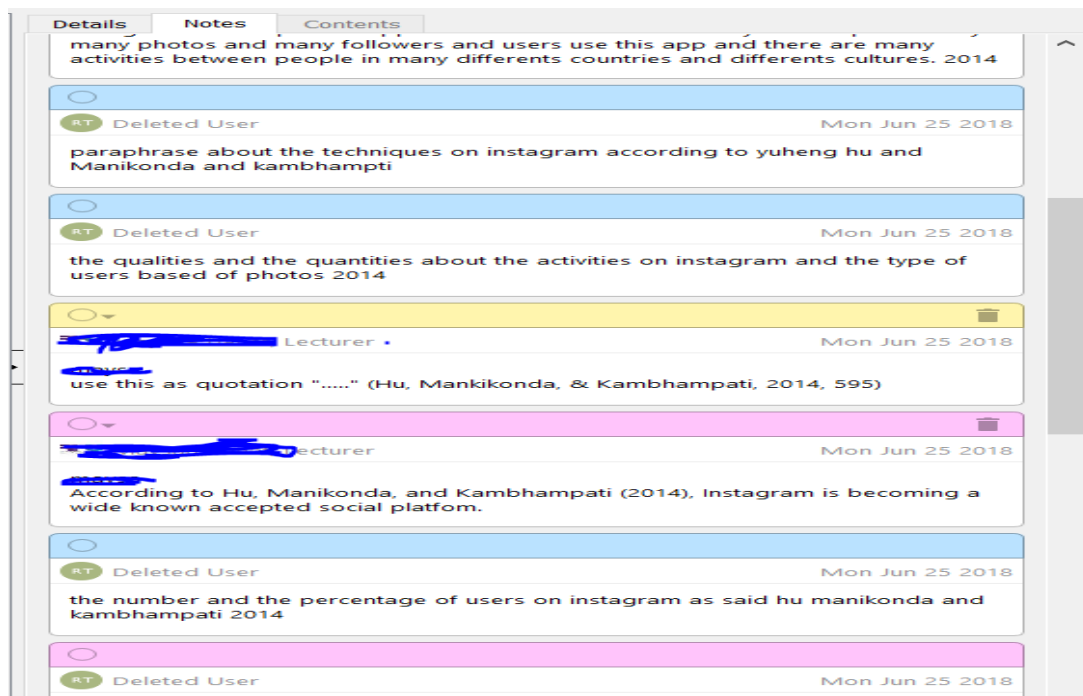 Details Notes Contents
many photos and many followers and users use this app and there are many
activities between people in many differents countries and differents cultures. 2014
RT Deleted User Mon Jun 25 2018
paraphrase about the techniques on instagram according to yuheng hu and
Manikonda and kambhampti
RT Deleted User Mon Jun 25 2018
the qualities and the quantities about the activities on instagram and the type of
users based of photos 2014
Lecturer Mon Jun 25 2018
use this as quotation "....." (Hu, Mankikonda, & Kambhampati, 2014, 595)
Lecturer Mon Jun 25 2018
According to Hu, Manikonda, and Kambhampati (2014), Instagram is becoming a
wide known accepted social platfom.
RT Deleted User Mon Jun 25 2018
the number and the percentage of users on instagram as said hu manikonda and
kambhampati 2014
RT Deleted User Mon Jun 25 2018